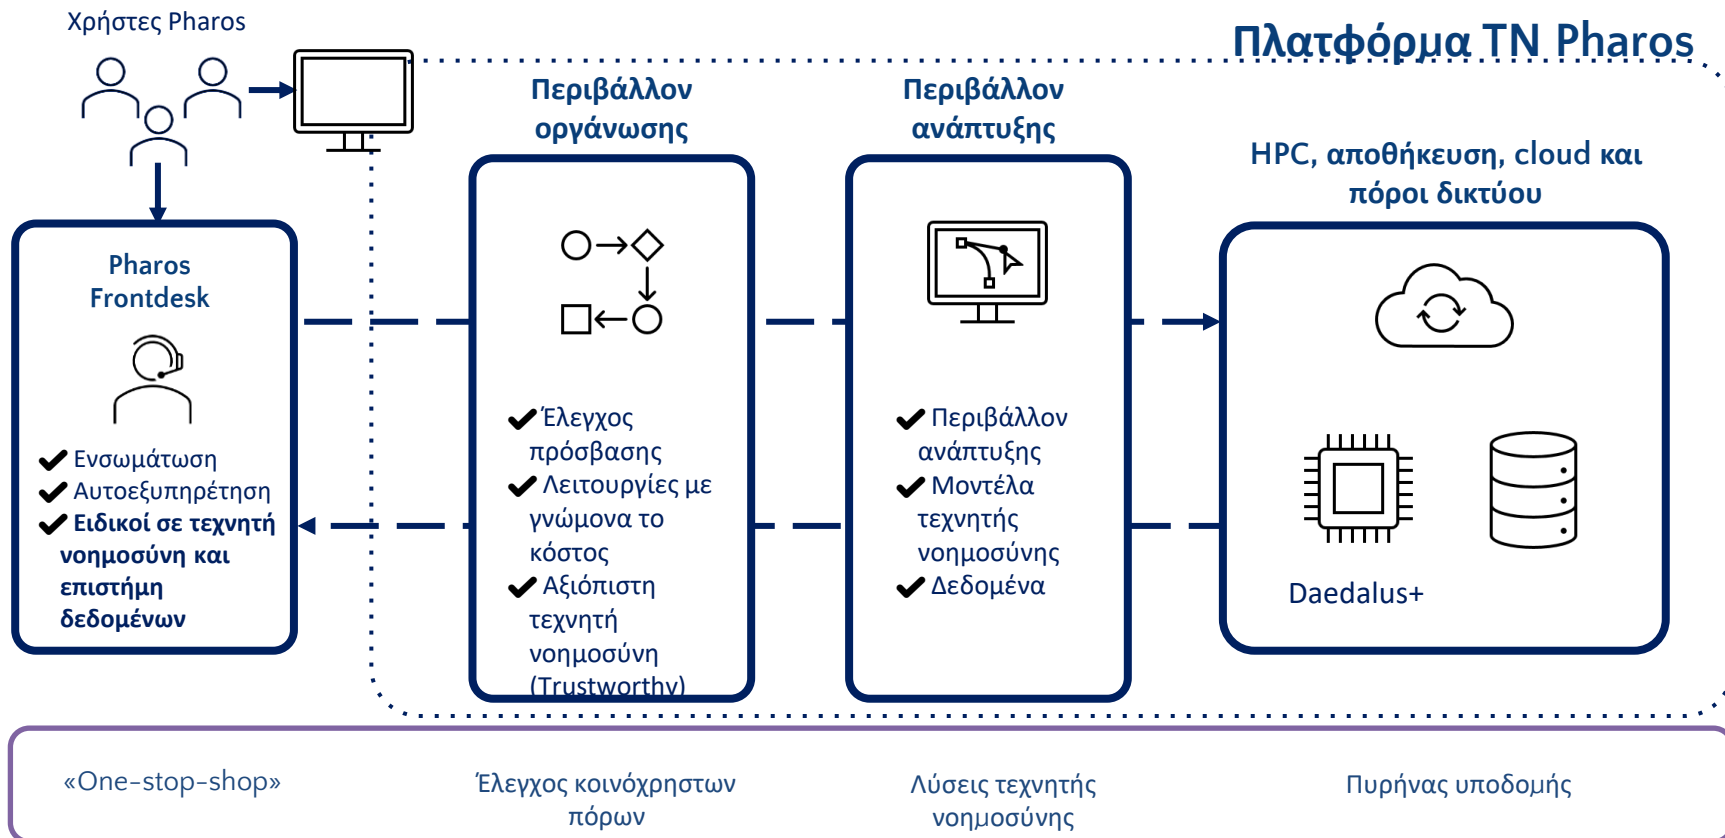 Χρήστες Pharos
Πλατφόρμα ΤΝ Pharos
Pharos
Frontdesk
Ενσωμάτωση
Αυτοεξυπηρέτηση
Ειδικοί σε τεχνητή
νοημοσύνη και
επιστήμη
δεδομένων
Περιβάλλον
οργάνωσης
Έλεγχος
πρόσβασης
Λειτουργίες με
γνώμονα το
κόστος
Αξιόπιστη
τεχνητή
νοημοσύνη
(Trustworthy)
Περιβάλλον
ανάπτυξης
Περιβάλλον
ανάπτυξης
Μοντέλα
τεχνητής
νοημοσύνης
Δεδομένα
HPC, αποθήκευση, cloud και
πόροι δικτύου
Daedalus+
«One-stop-shop»
Έλεγχος κοινόχρηστων
πόρων
Λύσεις τεχνητής
νοημοσύνης
Πυρήνας υποδομής